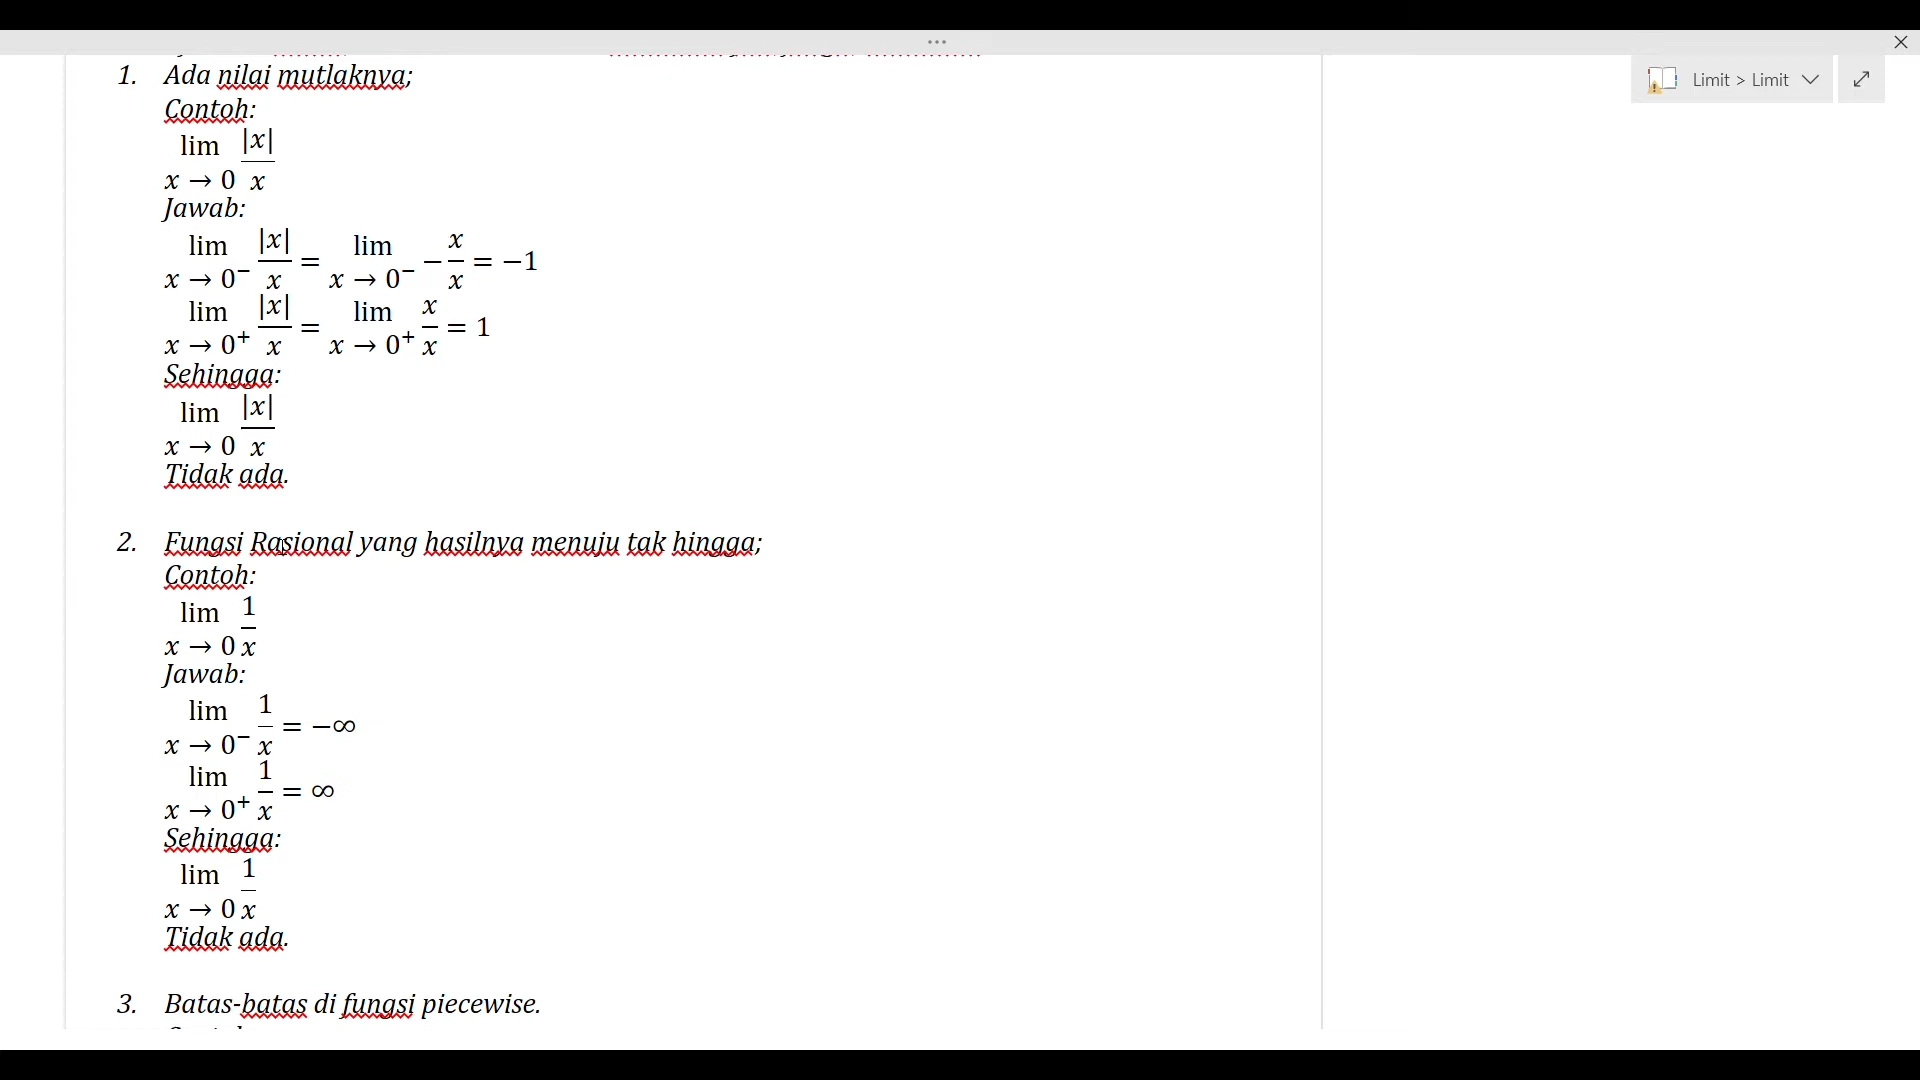 Limit > Limit
1. Ada nilai mutlaknya;
Contoh:
lim x → 0 |x|/x
Jawab:
lim x → 0⁻ |x|/x = lim x → 0⁻ −x/x = −1
lim x → 0⁺ |x|/x = lim x → 0⁺ x/x = 1
Sehingga:
lim x → 0 |x|/x
Tidak ada.
2. Fungsi Rasional yang hasilnya menuju tak hingga;
Contoh:
lim x → 0 1/x
Jawab:
lim x → 0⁻ 1/x = −∞
lim x → 0⁺ 1/x = ∞
Sehingga:
lim x → 0 1/x
Tidak ada.
3. Batas-batas di fungsi piecewise.